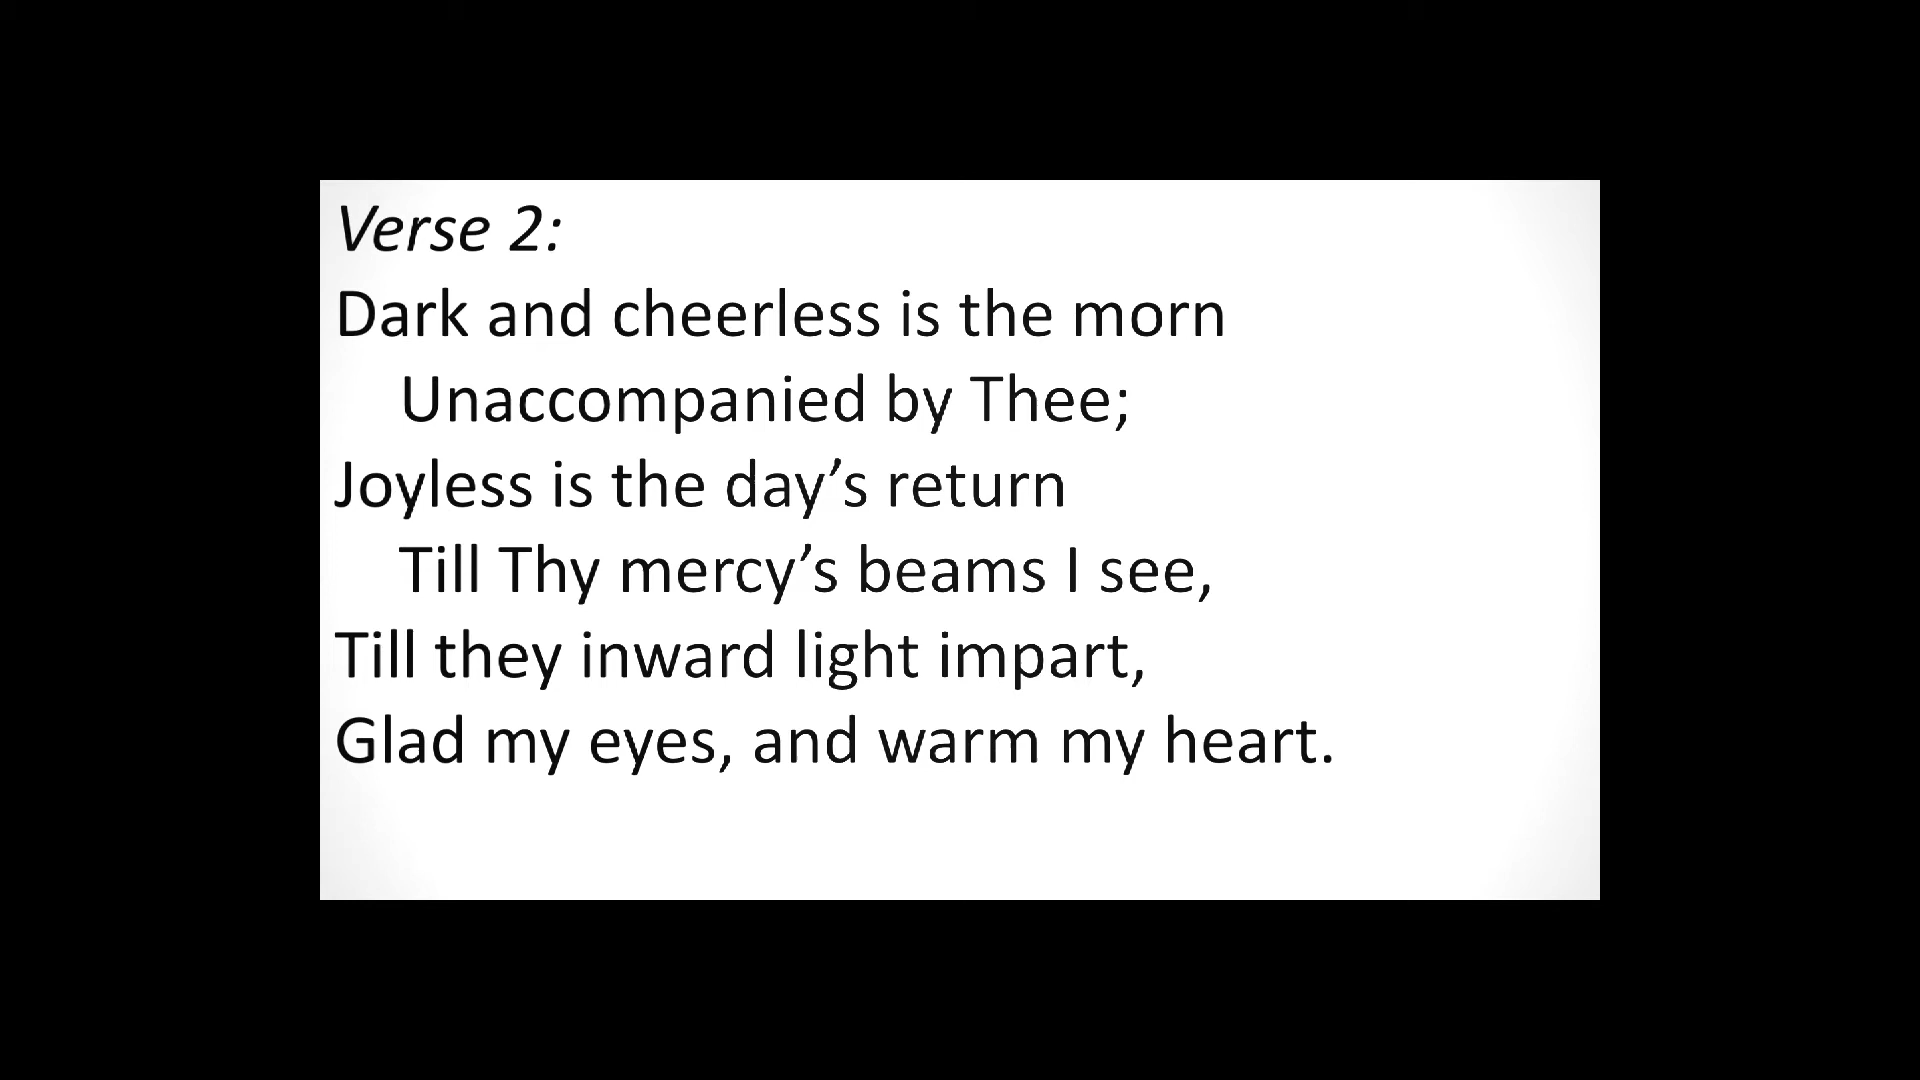 Verse 2:
Dark and cheerless is the morn
Unaccompanied by Thee;
Joyless is the day’s return
Till Thy mercy’s beams I see,
Till they inward light impart,
Glad my eyes, and warm my heart.